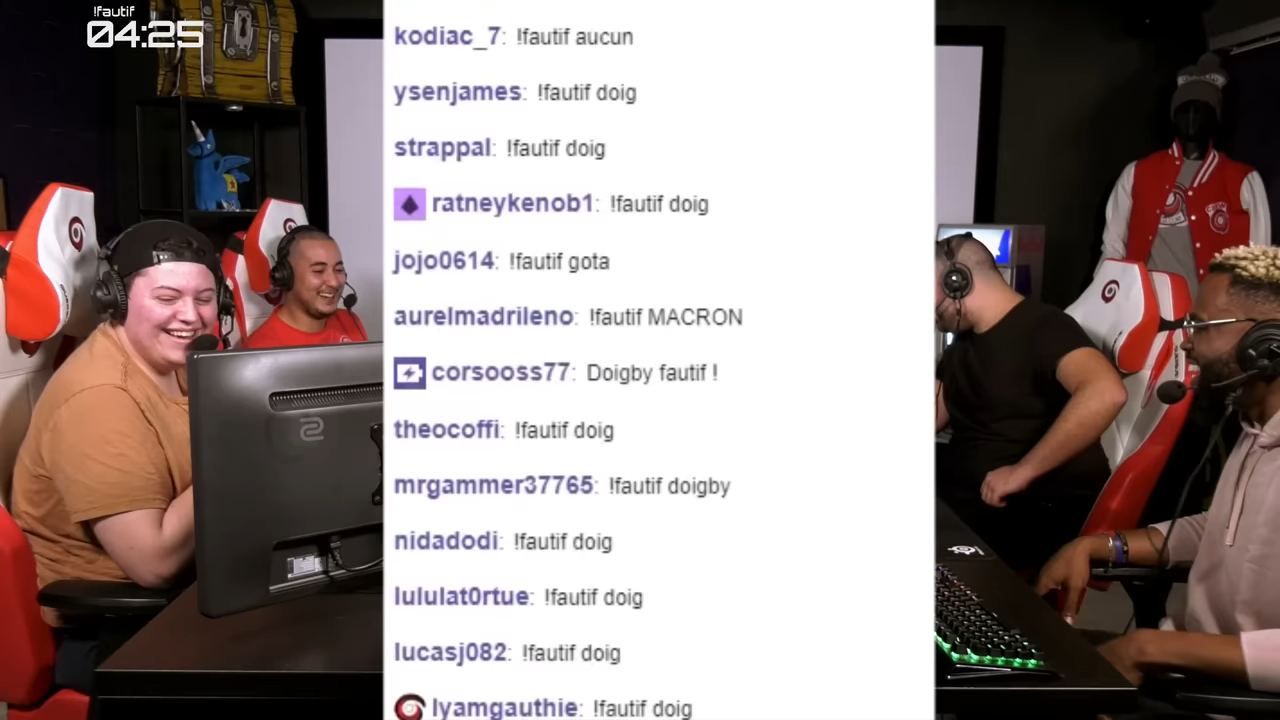 !fautif
04:25
kodiac_7: !fautif aucun
ysenjames: !fautif doig
strappal: !fautif doig
ratneykenob1: !fautif doig
jojo0614: !fautif gota
aurelmadrileno: !fautif MACRON
corsooss77: Doigby fautif !
theocoffi: !fautif doig
mrgammer37765: !fautif doigby
nidadodi: !fautif doig
lululat0rtue: !fautif doig
lucasj082: !fautif doig
lyamgauthie: !fautif doig